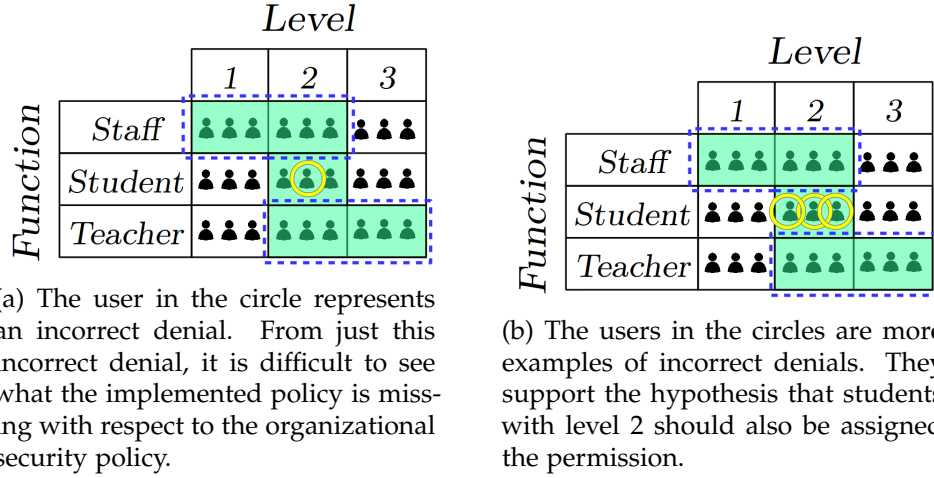 Level
1 2 3
Function
Staff
Student
Teacher
(a) The user in the circle represents
an incorrect denial. From just this
incorrect denial, it is difficult to see
what the implemented policy is miss-
ing with respect to the organizational
security policy.
Level
1 2 3
Function
Staff
Student
Teacher
(b) The users in the circles are more
examples of incorrect denials. They
support the hypothesis that students
with level 2 should also be assigned
the permission.